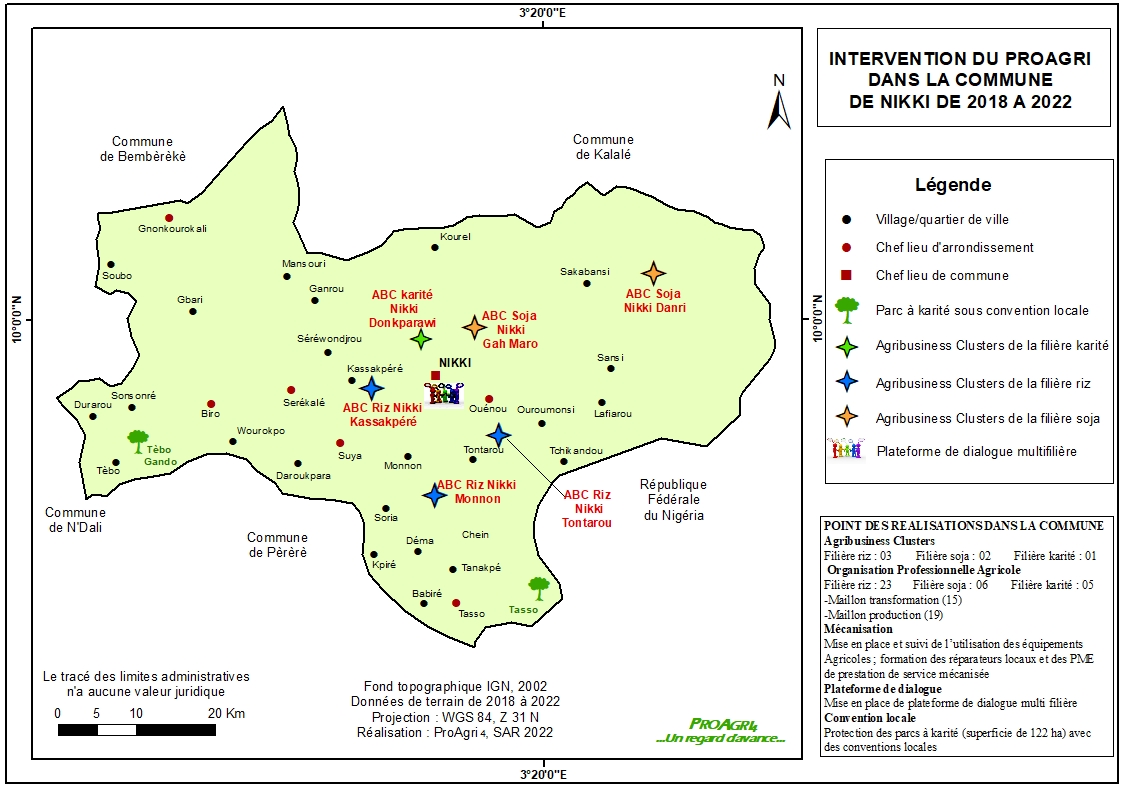 3°20'0"E
INTERVENTION DU PROAGRI
DANS LA COMMUNE
DE NIKKI DE 2018 A 2022
N
Commune
de Bembèrèkè
Commune
de Kalalé
Gnonkourokali
Soubo
Gbari
Mansouri
Ganrou
Kourel
Sakabansi
ABC Soja
Nikki Danri
ABC karité
Nikki
Donkparawi
ABC Soja
Nikki
Gah Maro
Séréwondjrou
Kassakpéré
NIKKI
Sansi
10°0'0"N
10°0'0"N
Sonsonré
Durarou
Biro
Serékalé
ABC Riz Nikki
Kassakpéré
Ouénou
Ouroumonsi
Lafiarou
Wourokpo
Tèbo
Gando
Tèbo
Suya
Daroukpara
Monnon
Tontarou
Tchikandou
ABC Riz Nikki
Monnon
ABC Riz
Nikki
Tontarou
République
Fédérale
du Nigéria
Commune
de N'Dali
Commune
de Pèrèrè
Soria
Chein
Déma
Kpiré
Tanakpé
Babiré
Tasso
Tasso
Le tracé des limites administratives
n'a aucune valeur juridique
0 5 10 20 Km
Fond topographique IGN, 2002
Données de terrain de 2018 à 2022
Projection : WGS 84, Z 31 N
Réalisation : ProAgri 4, SAR 2022
PROAGRI4
...Un regard d'avance...
3°20'0"E
Légende
Village/quartier de ville
Chef lieu d'arrondissement
Chef lieu de commune
Parc à karité sous convention locale
Agribusiness Clusters de la filière karité
Agribusiness Clusters de la filière riz
Agribusiness Clusters de la filière soja
Plateforme de dialogue multifilière
POINT DES REALISATIONS DANS LA COMMUNE
Agribusiness Clusters
Filière riz : 03 Filière soja : 02 Filière karité : 01
Organisation Professionnelle Agricole
Filière riz : 23 Filière soja : 06 Filière karité : 05
-Maillon transformation (15)
-Maillon production (19)
Mécanisation
Mise en place et suivi de l'utilisation des équipements
Agricoles ; formation des réparateurs locaux et des PME
de prestation de service mécanisée
Plateforme de dialogue
Mise en place de plateforme de dialogue multi filière
Convention locale
Protection des parcs à karité (superficie de 122 ha) avec
des conventions locales